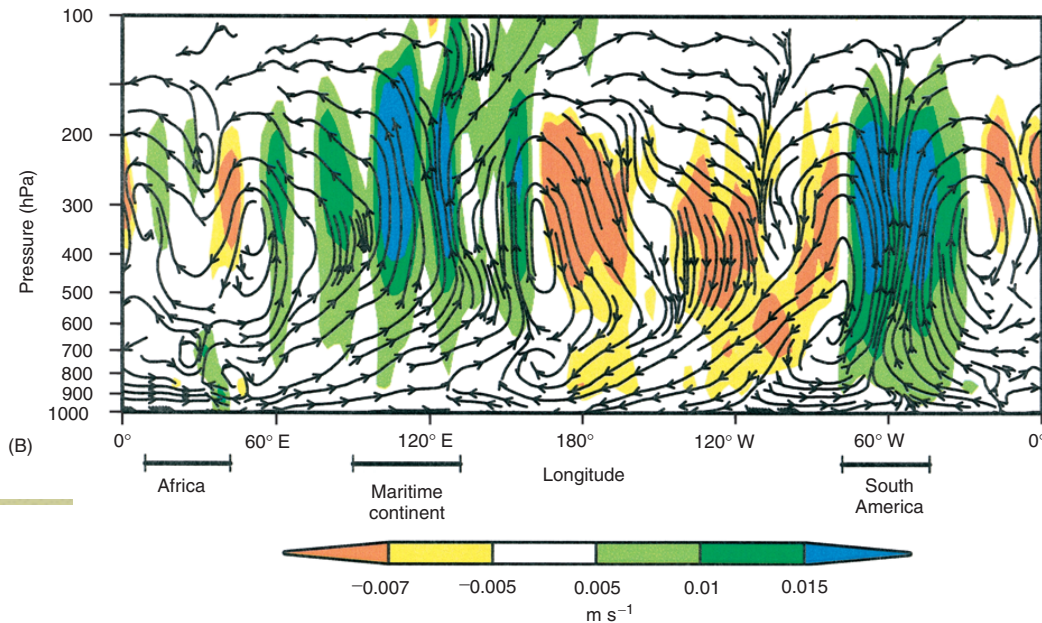 100
200
300
400
500
600
700
800
900
1000
Pressure (hPa)
(B)
0° 60° E 120° E 180° 120° W 60° W 0°
Longitude
Africa
Maritime
continent
South
America
−0.007 −0.005 0.005 0.01 0.015
m s⁻¹